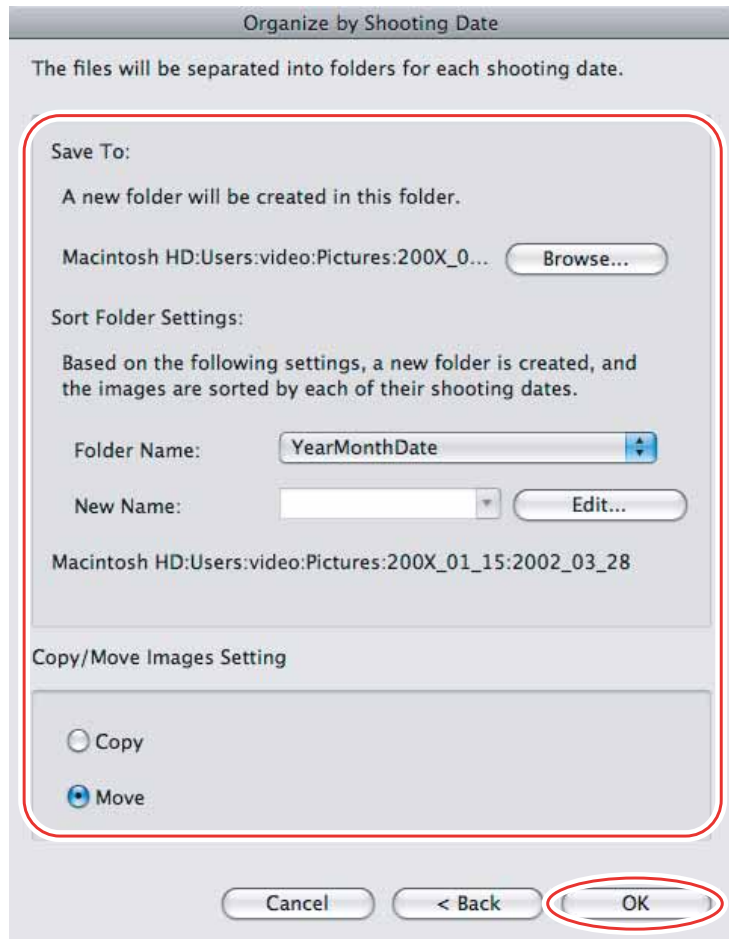 Organize by Shooting Date
The files will be separated into folders for each shooting date.
Save To:
A new folder will be created in this folder.
Macintosh HD:Users:video:Pictures:200X_0... Browse...
Sort Folder Settings:
Based on the following settings, a new folder is created, and
the images are sorted by each of their shooting dates.
Folder Name: YearMonthDate
New Name: Edit...
Macintosh HD:Users:video:Pictures:200X_01_15:2002_03_28
Copy/Move Images Setting
Copy
Move
Cancel < Back OK